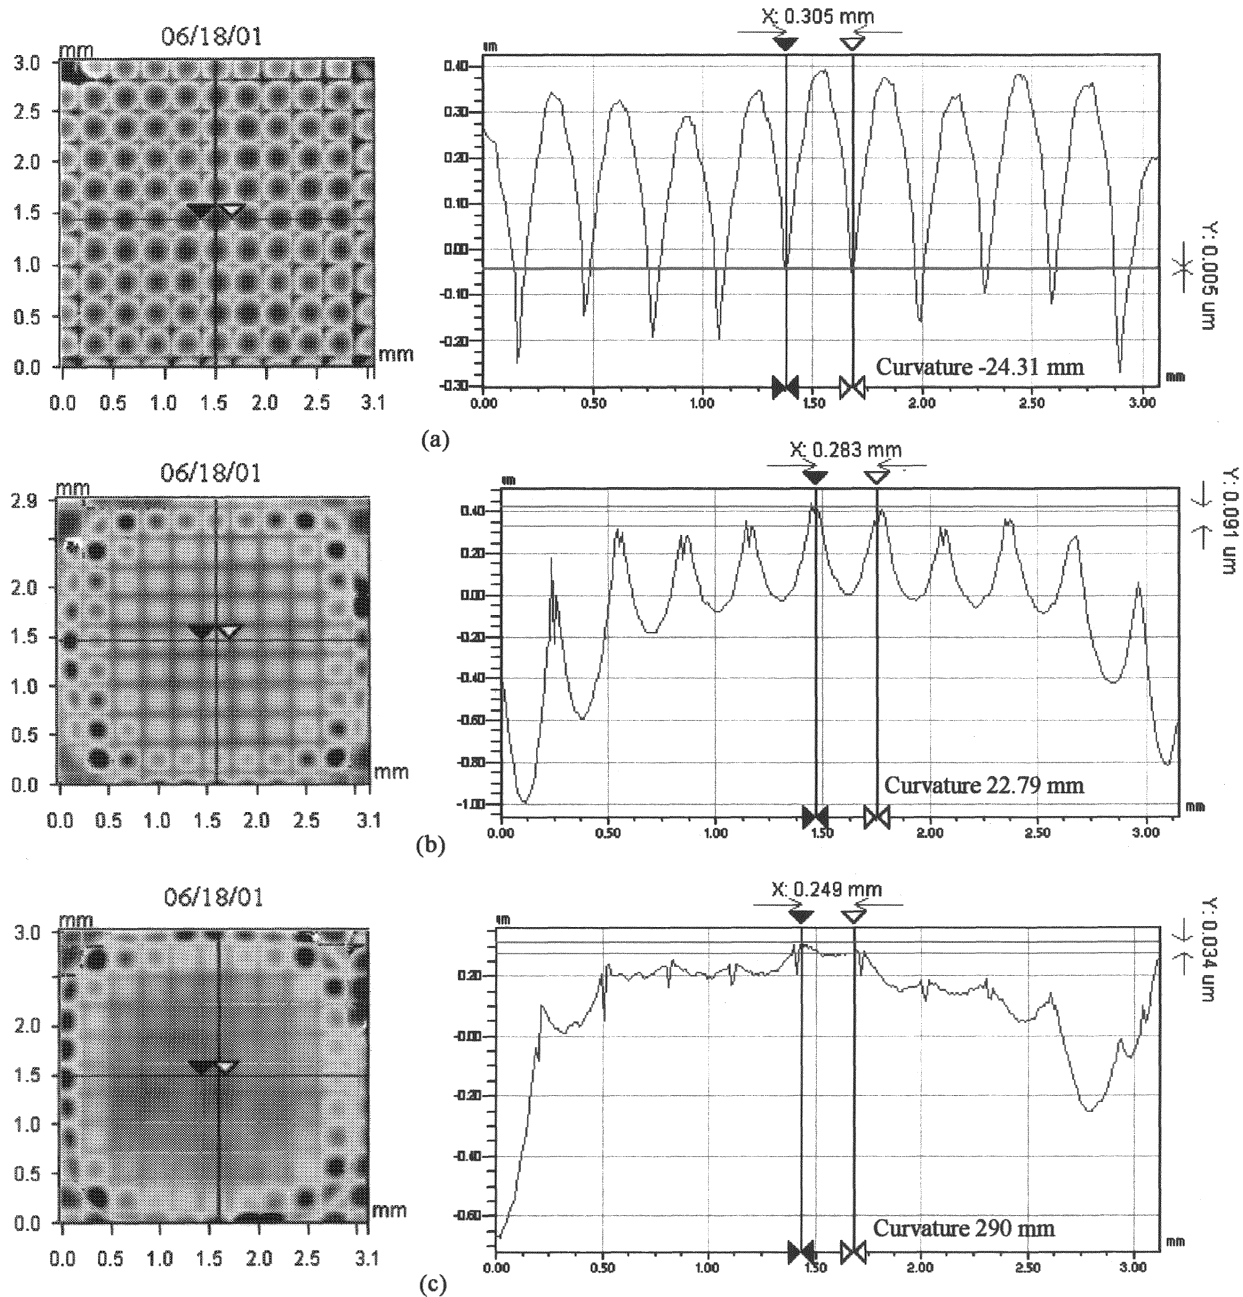 06/18/01
mm
3.0
2.5
2.0
1.5
1.0
0.5
0.0
mm
0.0 0.5 1.0 1.5 2.0 2.5 3.1
X: 0.305 mm
um
0.40
0.30
0.20
0.10
0.00
-0.10
-0.20
-0.30
Y: 0.005 um
Curvature -24.31 mm
mm
0.00 0.50 1.00 1.50 2.00 2.50 3.00
(a)
06/18/01
mm
2.9
2.0
1.5
1.0
0.5
0.0
mm
0.0 0.5 1.0 1.5 2.0 2.5 3.1
X: 0.283 mm
um
0.40
0.20
0.00
-0.20
-0.40
-0.60
-0.80
-1.00
Y: 0.091 um
Curvature 22.79 mm
mm
0.00 0.50 1.00 1.50 2.00 2.50 3.00
(b)
06/18/01
mm
3.0
2.5
2.0
1.5
1.0
0.5
0.0
mm
0.0 0.5 1.0 1.5 2.0 2.5 3.1
X: 0.249 mm
um
0.20
-0.00
-0.20
-0.40
-0.60
Y: 0.034 um
Curvature 290 mm
mm
0.00 0.50 1.00 1.50 2.00 2.50 3.00
(c)